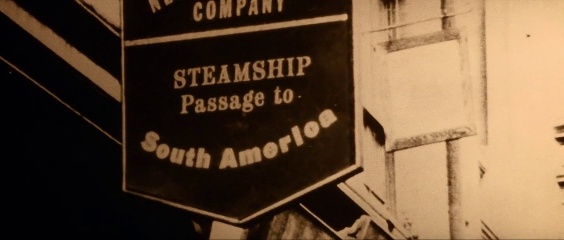 COMPANY
STEAMSHIP
Passage to
South America